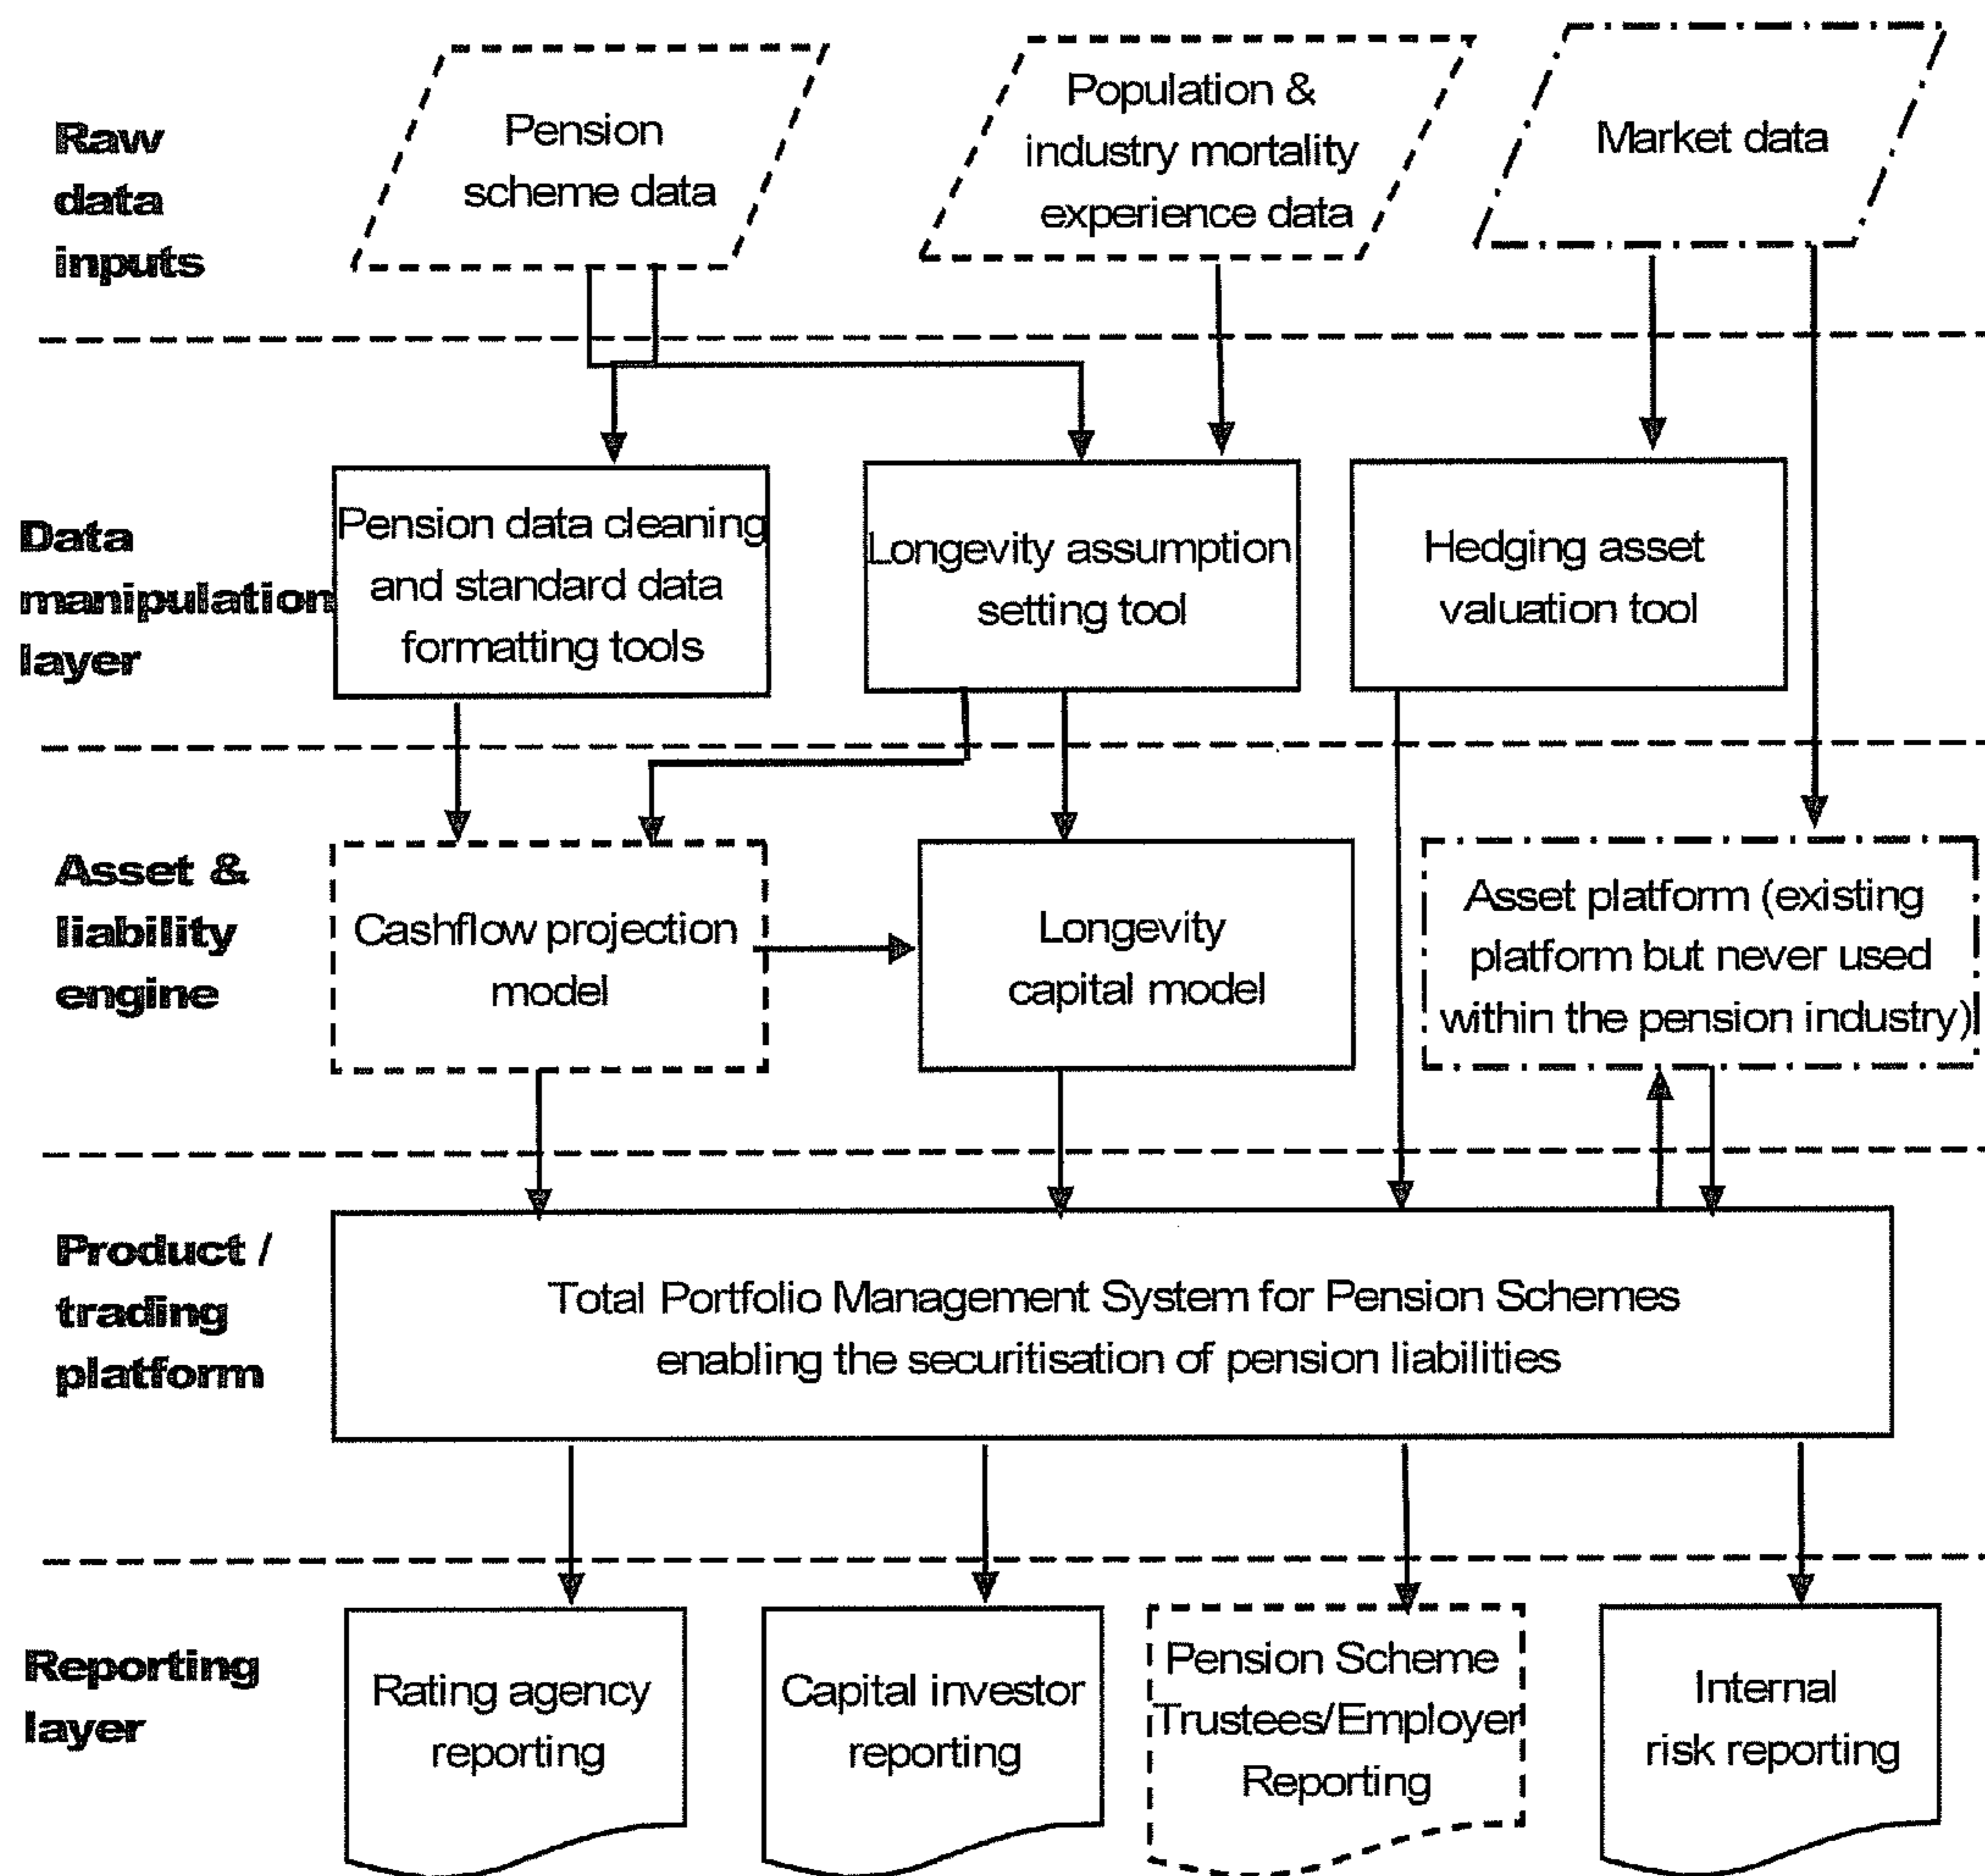 Raw
data
inputs
Pension
scheme data
Population &
industry mortality
experience data
Market data
Data
manipulation
layer
Pension data cleaning
and standard data
formatting tools
Longevity assumption
setting tool
Hedging asset
valuation tool
Asset &
liability
engine
Cashflow projection
model
Longevity
capital model
Asset platform (existing
platform but never used
within the pension industry)
Product /
trading
platform
Total Portfolio Management System for Pension Schemes
enabling the securitisation of pension liabilities
Reporting
layer
Rating agency
reporting
Capital investor
reporting
Pension Scheme
Trustees/Employer
Reporting
Internal
risk reporting